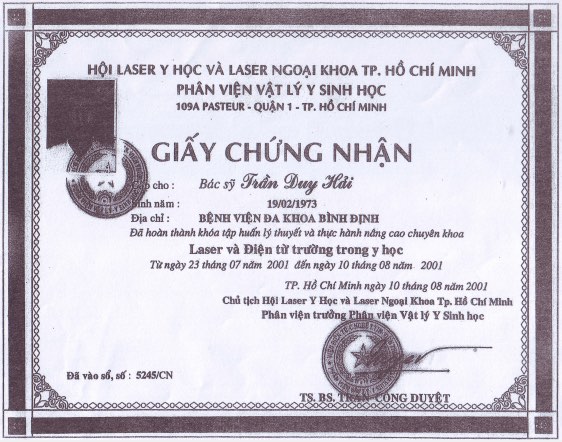 HỘI LASER Y HỌC VÀ LASER NGOẠI KHOA TP. HỒ CHÍ MINH
PHÂN VIỆN VẬT LÝ Y SINH HỌC
109A PASTEUR - QUẬN 1 - TP. HỒ CHÍ MINH
GIẤY CHỨNG NHẬN
cho : Bác sỹ Trần Duy Hải
năm : 19/02/1973
Địa chỉ : BỆNH VIỆN ĐA KHOA BÌNH ĐỊNH
Đã hoàn thành khóa tập huấn lý thuyết và thực hành nâng cao chuyên khoa
Laser và Điện từ trường trong y học
Từ ngày 23 tháng 07 năm 2001 đến ngày 10 tháng 08 năm 2001
TP. Hồ Chí Minh ngày 10 tháng 08 năm 2001
Chủ tịch Hội Laser Y Học và Laser Ngoại Khoa Tp. Hồ Chí Minh
Phân viện trưởng Phân viện Vật lý Y Sinh học
Đã vào sổ, số : 5245/CN
TS. BS. TRẦN CÔNG DUYỆT